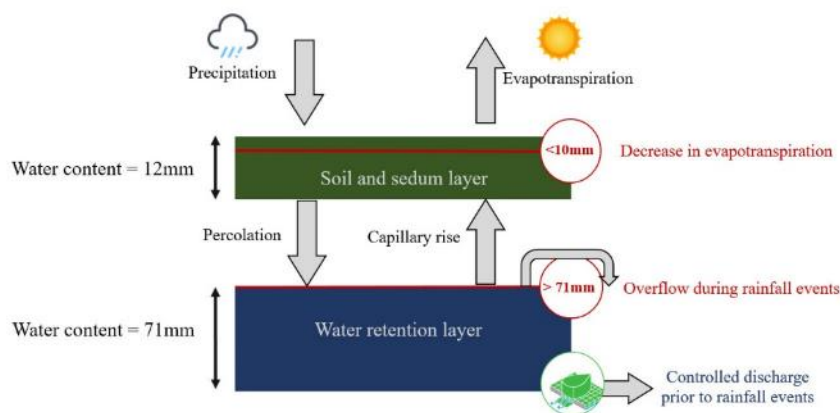 Precipitation
Evapotranspiration
Water content = 12mm
<10mm
Decrease in evapotranspiration
Soil and sedum layer
Percolation
Capillary rise
> 71mm
Overflow during rainfall events
Water content = 71mm
Water retention layer
Controlled discharge
prior to rainfall events